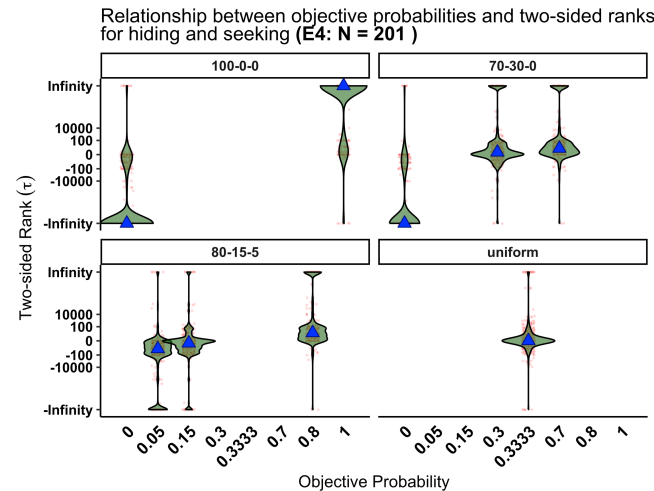 Relationship between objective probabilities and two-sided ranks
for hiding and seeking (E4: N = 201 )
100-0-0
70-30-0
Infinity
10000
100
0
-100
-10000
-Infinity
80-15-5
uniform
Infinity
10000
100
0
-100
-10000
-Infinity
Two-sided Rank (τ)
0 0.05 0.15 0.3 0.3333 0.7 0.8 1
0 0.05 0.15 0.3 0.3333 0.7 0.8 1
Objective Probability